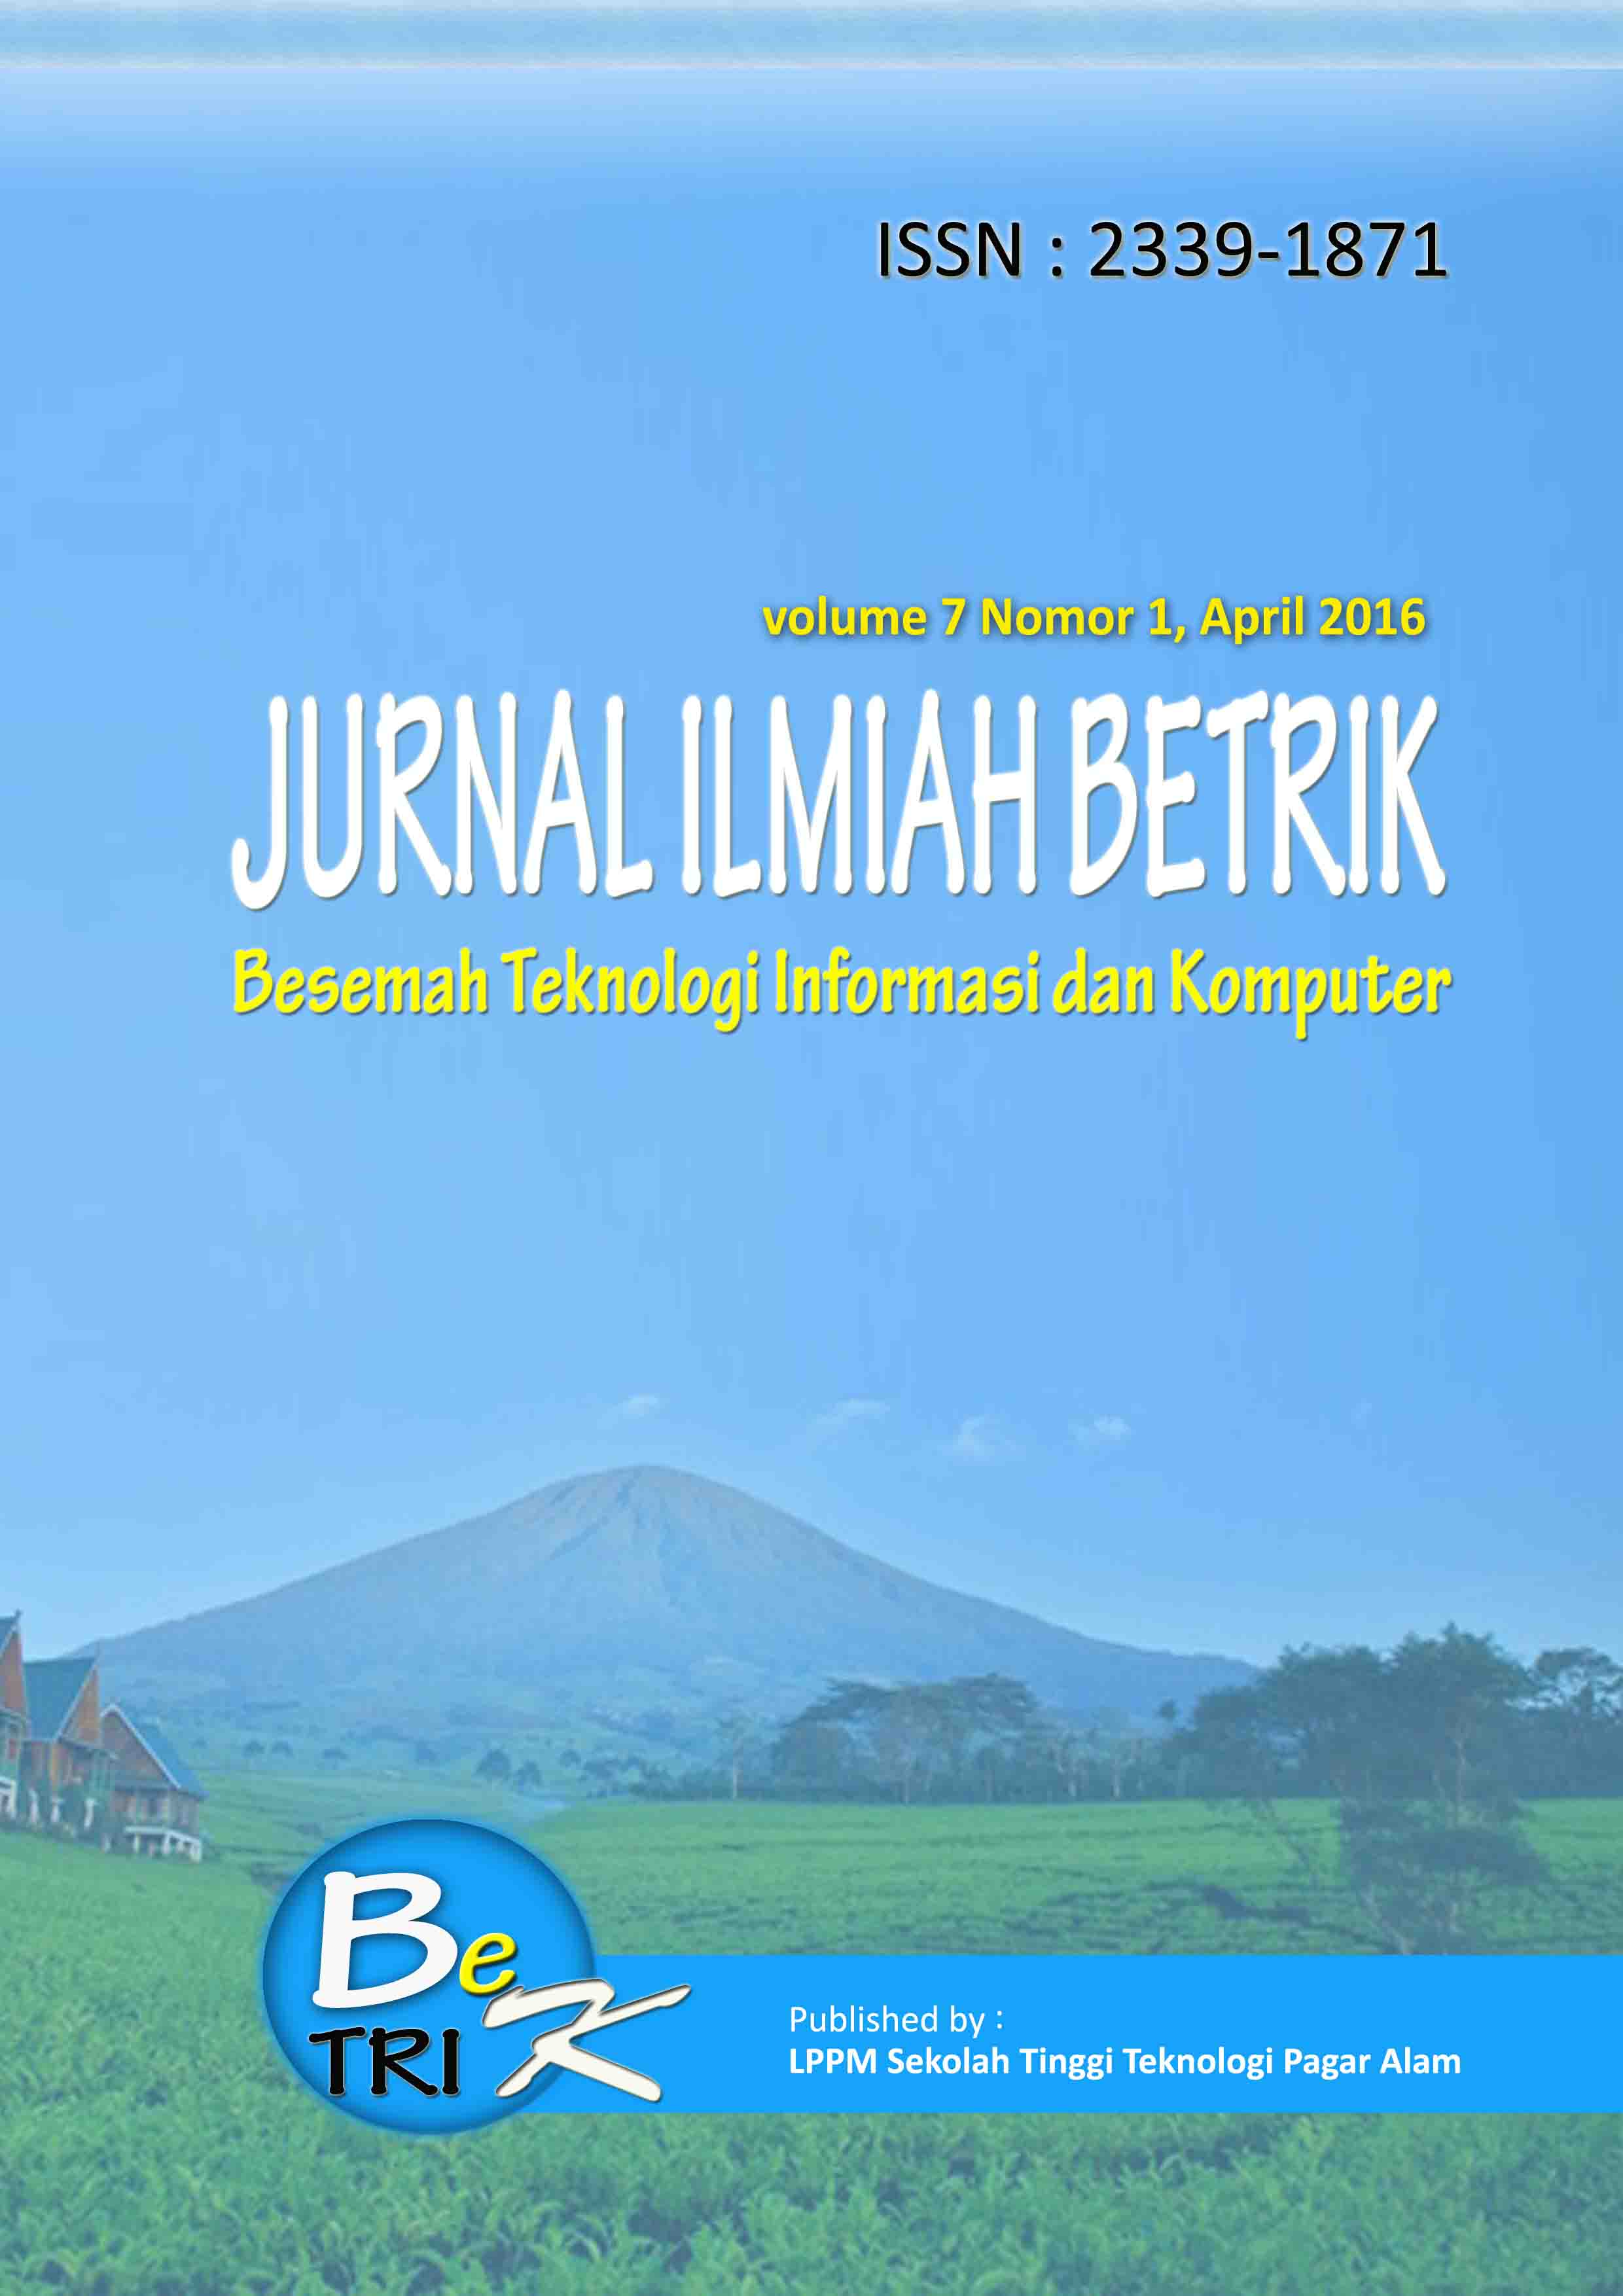 ISSN : 2339-1871
volume 7 Nomor 1, April 2016
JURNAL ILMIAH BETRIK
Besemah Teknologi Informasi dan Komputer
Be
TRIK
Published by :
LPPM Sekolah Tinggi Teknologi Pagar Alam